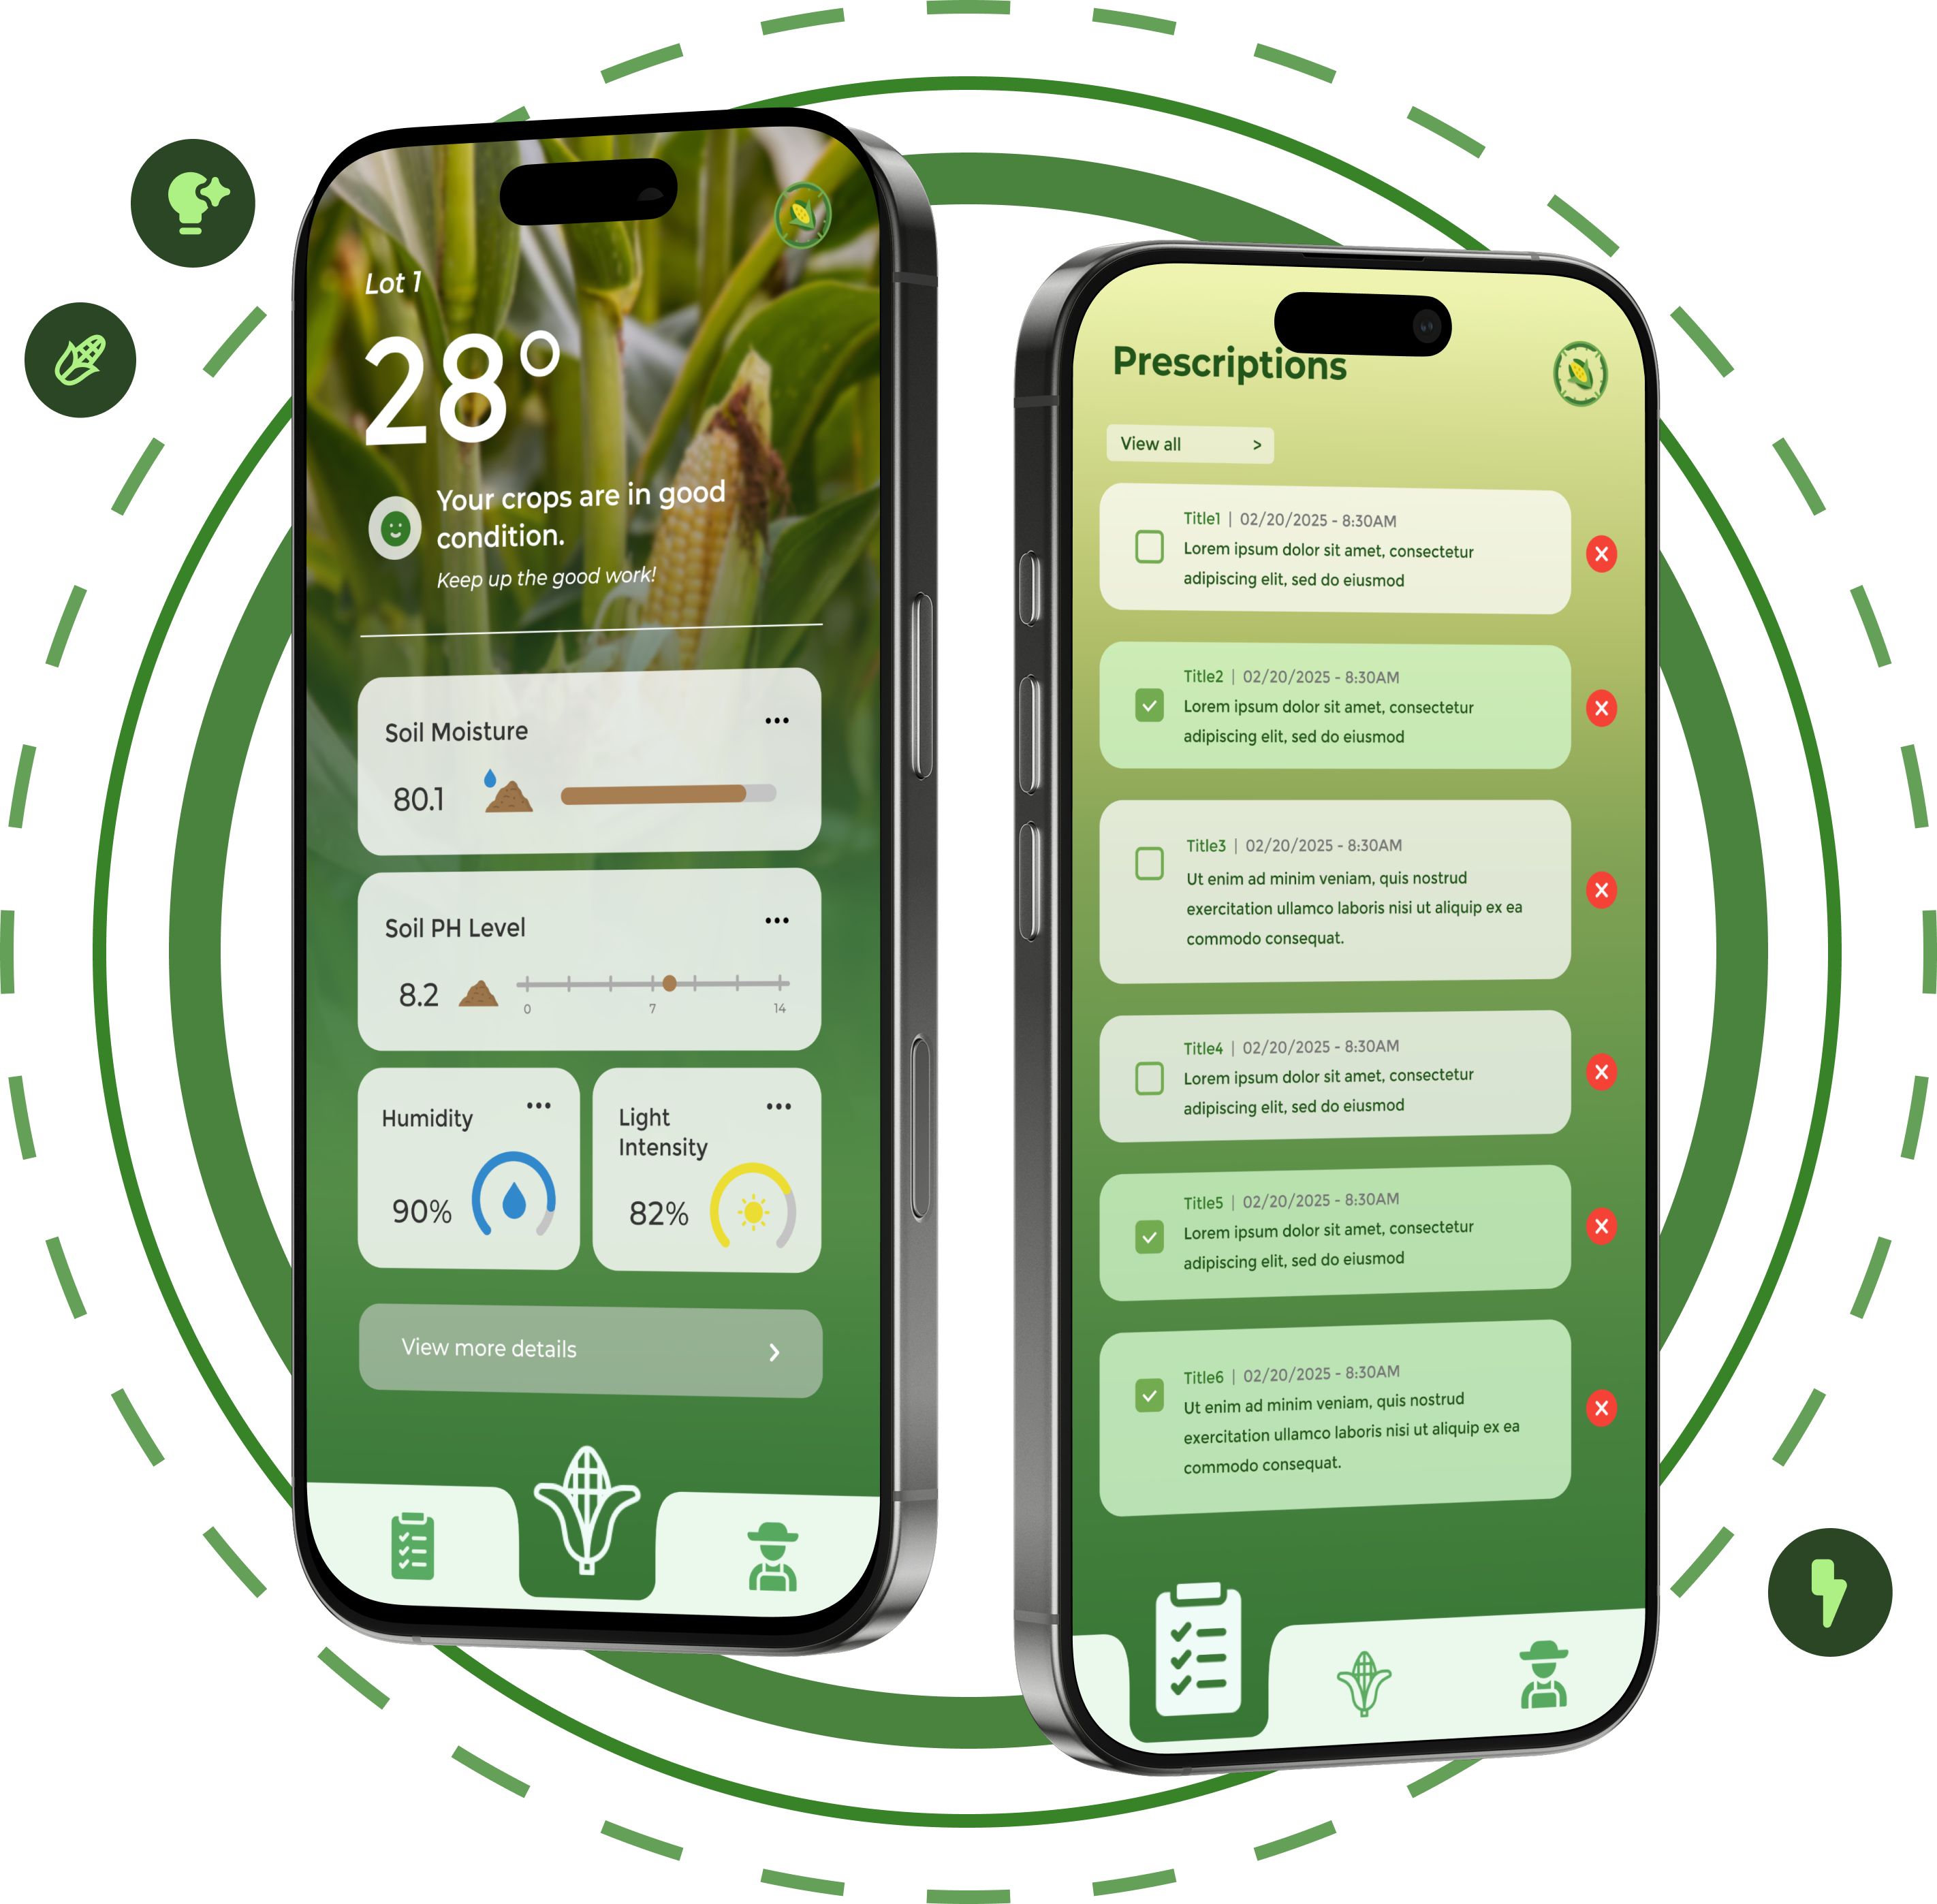 Lot 1
28°
Your crops are in good
condition.
Keep up the good work!
Soil Moisture
80.1
Soil PH Level
8.2
0 7 14
Humidity
90%
Light
Intensity
82%
View more details
Prescriptions
View all >
Title1 | 02/20/2025 - 8:30AM
Lorem ipsum dolor sit amet, consectetur
adipiscing elit, sed do eiusmod
Title2 | 02/20/2025 - 8:30AM
Lorem ipsum dolor sit amet, consectetur
adipiscing elit, sed do eiusmod
Title3 | 02/20/2025 - 8:30AM
Ut enim ad minim veniam, quis nostrud
exercitation ullamco laboris nisi ut aliquip ex ea
commodo consequat.
Title4 | 02/20/2025 - 8:30AM
Lorem ipsum dolor sit amet, consectetur
adipiscing elit, sed do eiusmod
Title5 | 02/20/2025 - 8:30AM
Lorem ipsum dolor sit amet, consectetur
adipiscing elit, sed do eiusmod
Title6 | 02/20/2025 - 8:30AM
Ut enim ad minim veniam, quis nostrud
exercitation ullamco laboris nisi ut aliquip ex ea
commodo consequat.